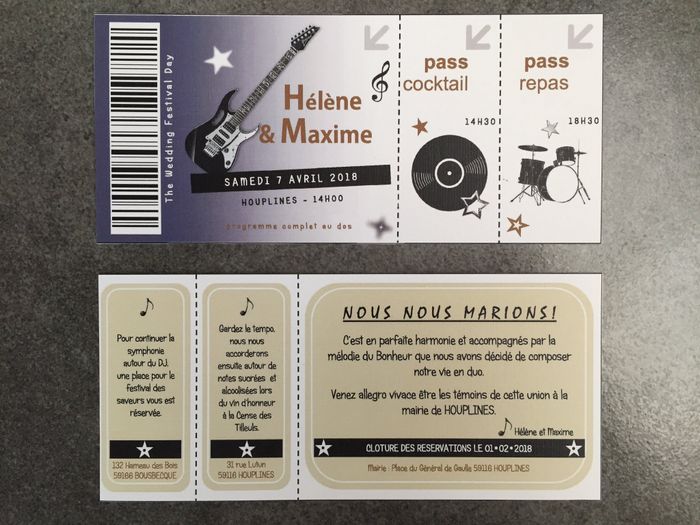 The Wedding Festival Day
Hélène
& Maxime
SAMEDI 7 AVRIL 2018
HOUPLINES - 14H00
programme complet au dos
pass
cocktail
14H30
pass
repas
18H30
Pour continuer la
symphonie
autour du DJ,
une place pour le
festival des
saveurs vous est
réservée.
132 Hameau des Bois
59166 BOUSBECQUE
Gardez le tempo,
nous nous
accorderons
ensuite autour de
notes sucrées et
alcoolisées lors
du vin d'honneur
à la Cense des
Tilleuls.
31 rue Lutun
59116 HOUPLINES
NOUS NOUS MARIONS!
C'est en parfaite harmonie et accompagnés par la
mélodie du Bonheur que nous avons décidé de composer
notre vie en duo.
Venez allegro vivace être les témoins de cette union à la
mairie de HOUPLINES.
Hélène et Maxime
CLOTURE DES RESERVATIONS LE 01•02•2018
Mairie : Place du Général de Gaulle 59116 HOUPLINES